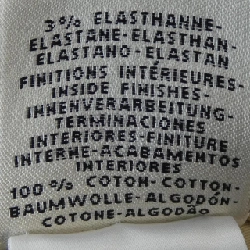 3% ELASTHANNE-
ELASTANE-ELASTHAN-
ELASTANO-ELASTAN
FINITIONS INTÉRIEURES-
INSIDE FINISHES-
INNENVERARBEITUNG-
TERMINACIONES
INTERIORES-FINITURE
INTERNE-ACABAMENTOS
INTERIORES
100% COTON-COTTON-
BAUMWOLLE-ALGODÓN-
COTONE-ALGODÃO